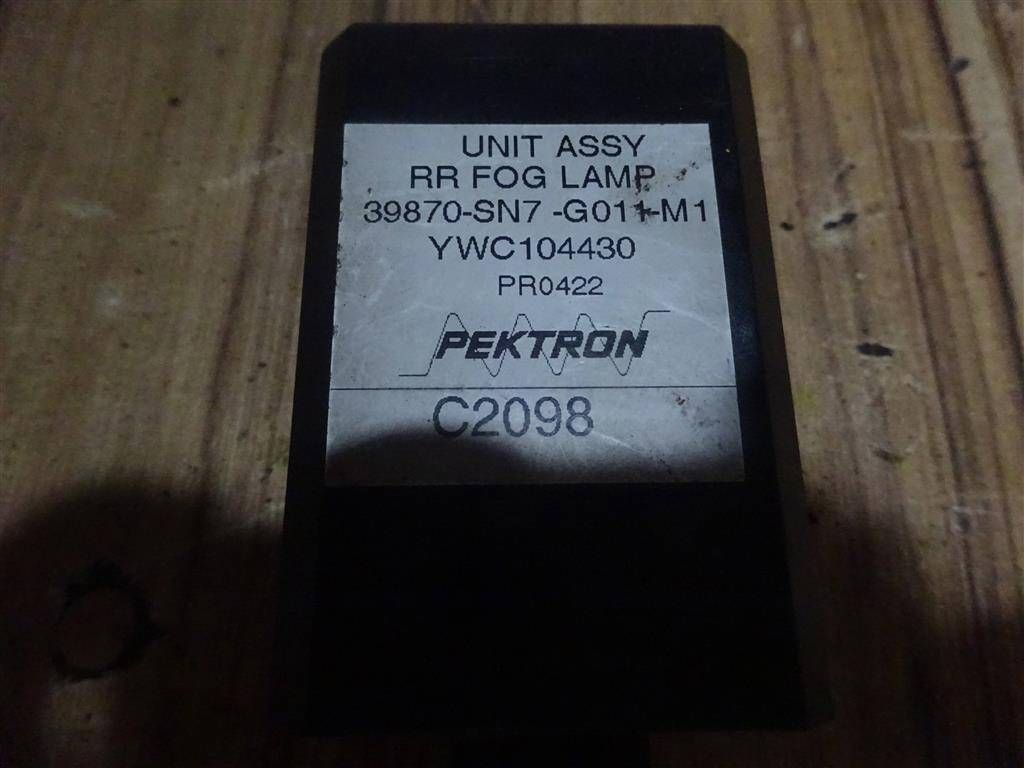 UNIT ASSY
RR FOG LAMP
39870-SN7 -G011-M1
YWC104430
PR0422
PEKTRON
C2098